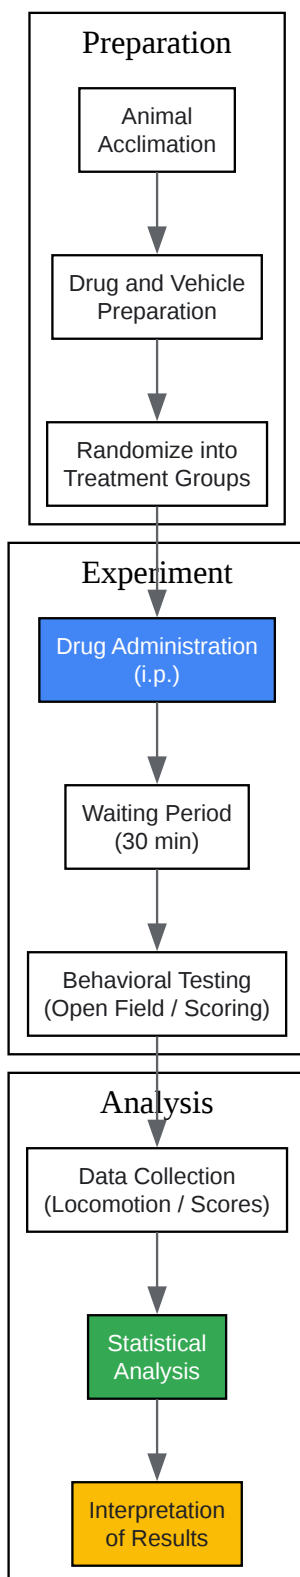 Preparation
Animal
Acclimation
Drug and Vehicle
Preparation
Randomize into
Treatment Groups
Experiment
Drug Administration
(i.p.)
Waiting Period
(30 min)
Behavioral Testing
(Open Field / Scoring)
Analysis
Data Collection
(Locomotion / Scores)
Statistical
Analysis
Interpretation
of Results